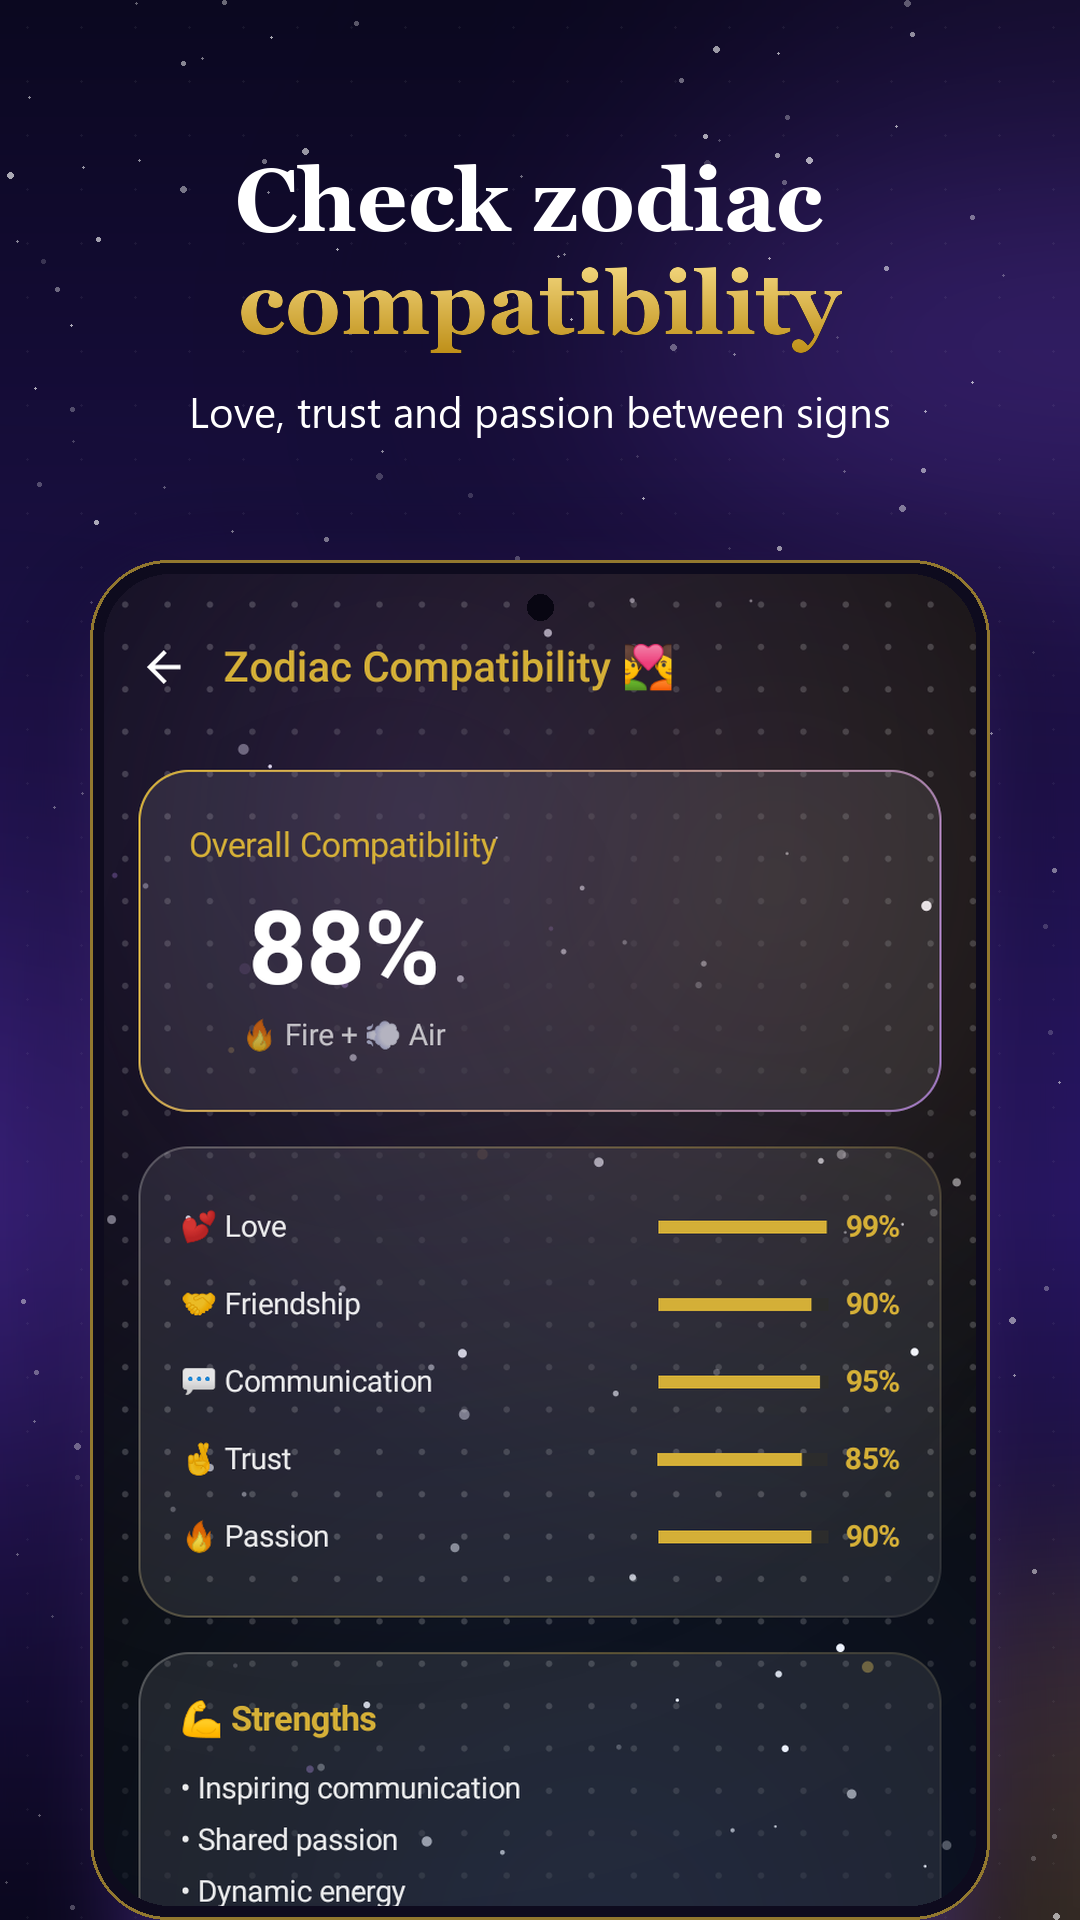 Check zodiac
compatibility
Love, trust and passion between signs
Zodiac Compatibility
Overall Compatibility
88%
Fire + Air
Love 99%
Friendship 90%
Communication 95%
Trust 85%
Passion 90%
Strengths
• Inspiring communication
• Shared passion
• Dynamic energy